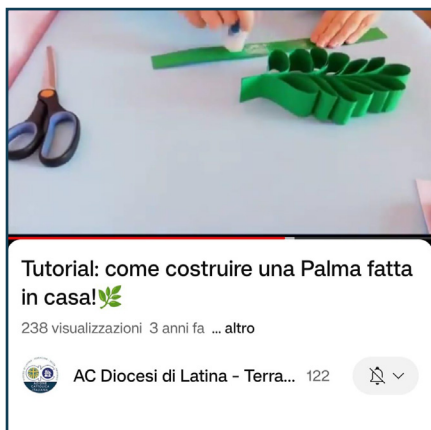 Tutorial: come costruire una Palma fatta
in casa!🌿
238 visualizzazioni 3 anni fa ... altro
AC Diocesi di Latina - Terra... 122